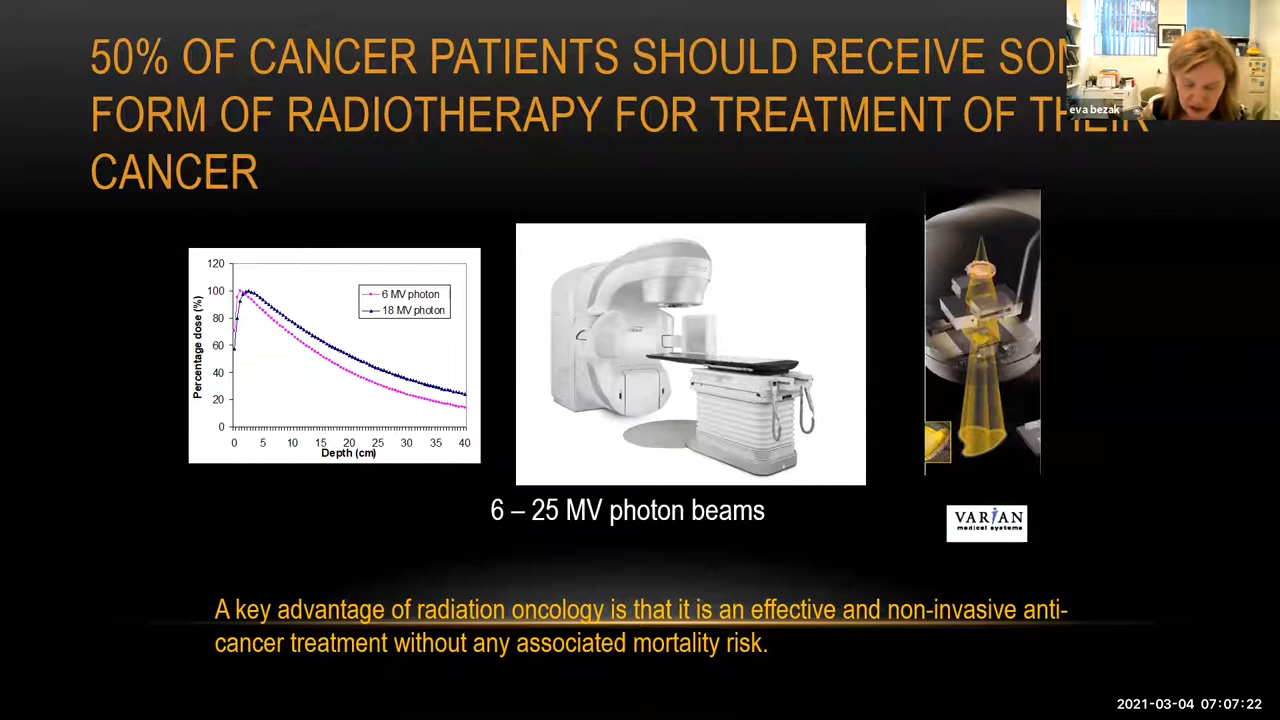 50% OF CANCER PATIENTS SHOULD RECEIVE
FORM OF RADIOTHERAPY FOR TREATMENT OF THEIR
CANCER
eva bezak
120
100
80
60
40
20
0
Percentage dose (%)
6 MV photon
18 MV photon
0 5 10 15 20 25 30 35 40
Depth (cm)
6 – 25 MV photon beams
VARIAN
medical systems
A key advantage of radiation oncology is that it is an effective and non-invasive anti-
cancer treatment without any associated mortality risk.
2021-03-04 07:07:22